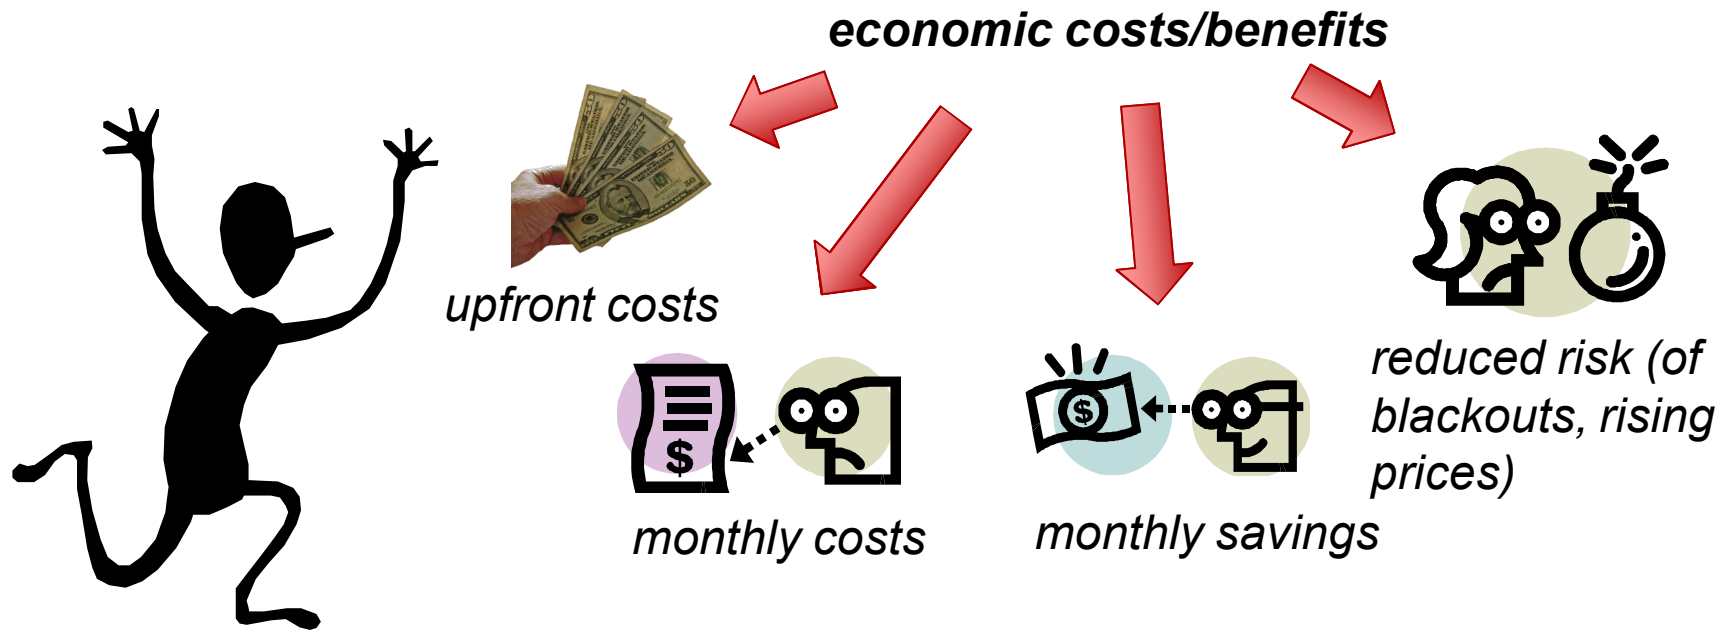 economic costs/benefits
upfront costs
monthly costs
$
monthly savings
$
reduced risk (of
blackouts, rising
prices)